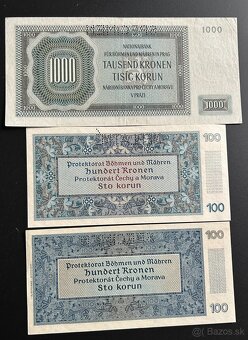 1000
NATIONALBANK
FÜR BÖHMEN UND MÄHREN IN PRAG
1000 TAUSEND KRONEN
TISÍC KORUN
NÁRODNÍ BANKA PRO ČECHY A MORAVU
V PRAZE
1000
100
Protektorat Böhmen und Mähren
Hundert Kronen
Protektorát Čechy a Morava
Sto korun
100
100
Protektorat Böhmen und Mähren
Hundert Kronen
Protektorát Čechy a Morava
Sto korun
100
Bazos.sk